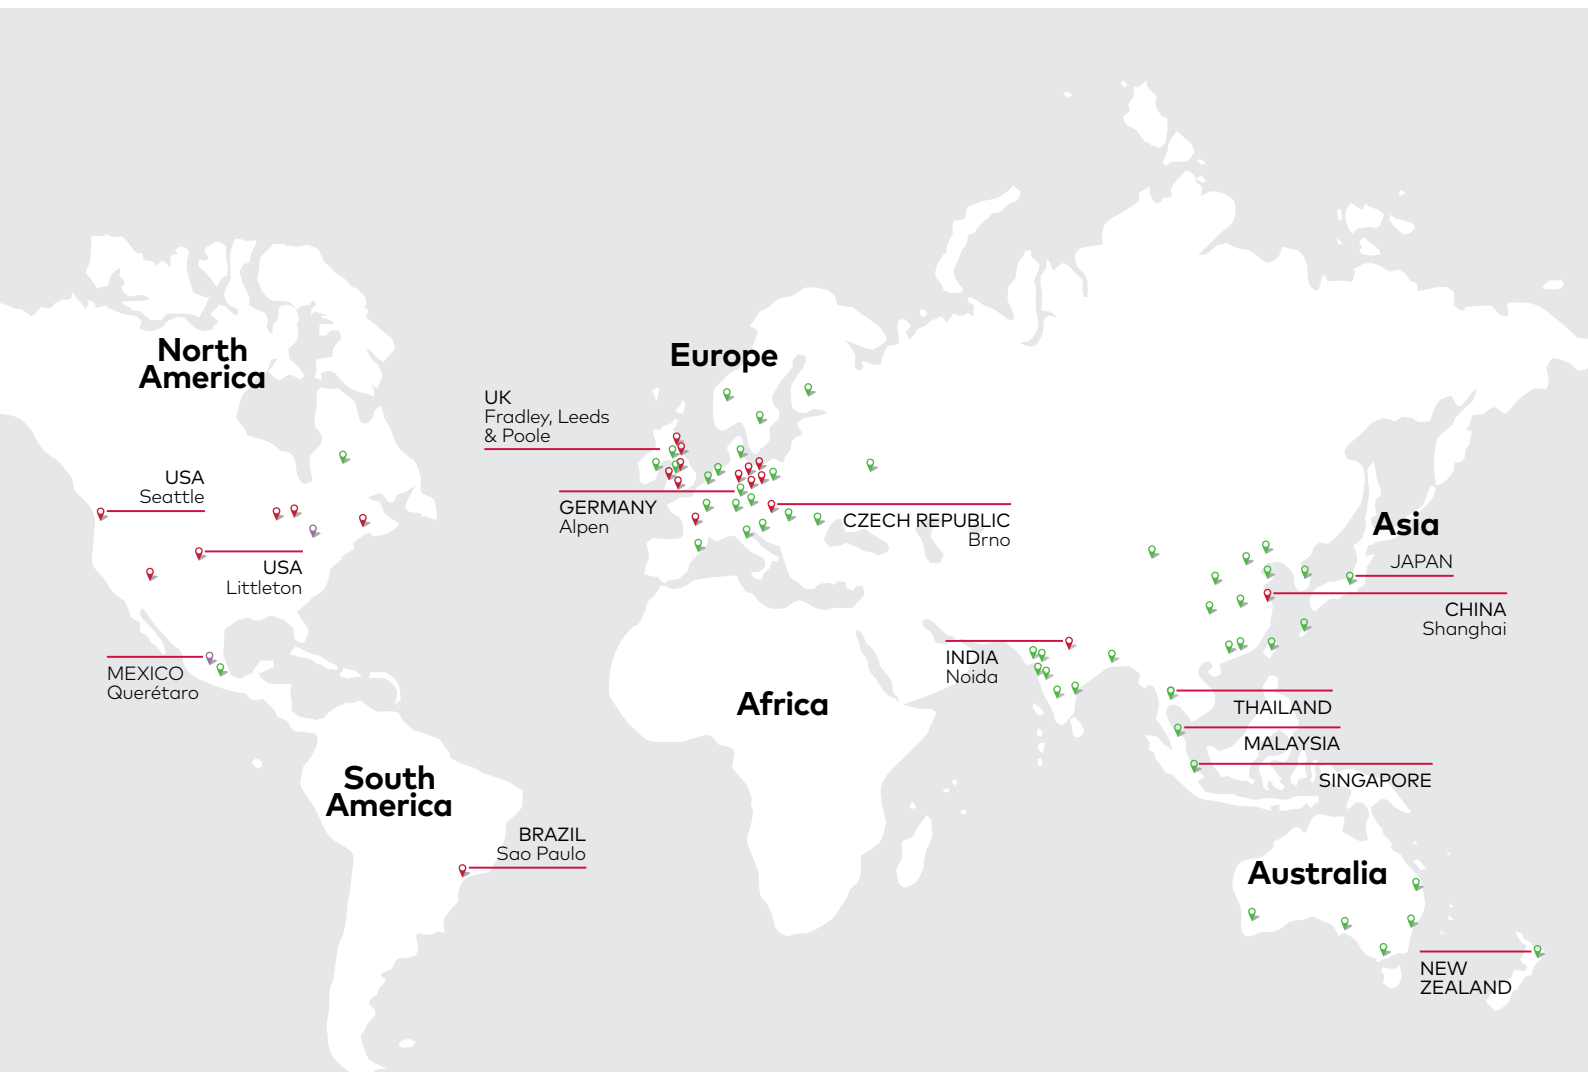 North
America
Europe
UK
Fradley, Leeds
& Poole
USA
Seattle
GERMANY
Alpen
CZECH REPUBLIC
Brno
Asia
JAPAN
USA
Littleton
CHINA
Shanghai
INDIA
Noida
MEXICO
Querétaro
Africa
THAILAND
MALAYSIA
SINGAPORE
South
America
BRAZIL
Sao Paulo
Australia
NEW
ZEALAND